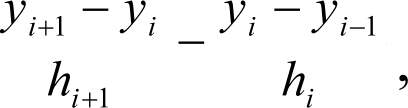 y_{i+1} − y_i / h_{i+1} − y_i − y_{i−1} / h_i ,